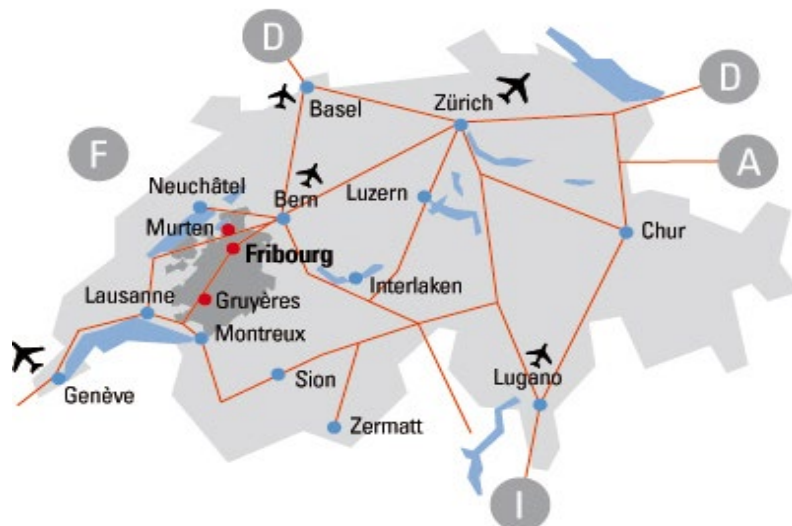 D
Basel
Zürich
D
F
A
Neuchâtel
Bern
Luzern
Murten
Fribourg
Chur
Interlaken
Lausanne
Gruyères
Montreux
Genève
Sion
Lugano
Zermatt
I